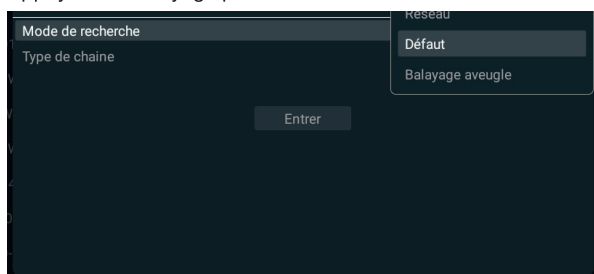 Réseau
Mode de recherche
Défaut
Type de chaine
Balayage aveugle
Entrer